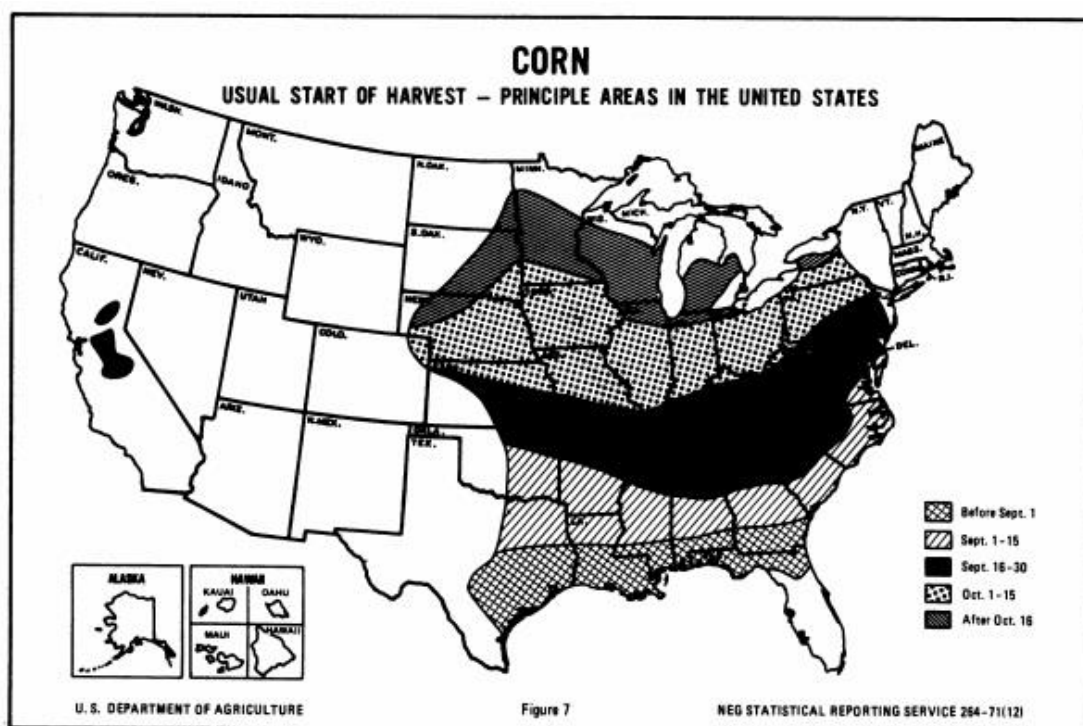 CORN
USUAL START OF HARVEST – PRINCIPLE AREAS IN THE UNITED STATES
WASH.
MONT.
N.DAK.
MINN.
MAINE
ORES.
IDAHO
S.DAK.
WIS.
MICH.
N.Y.
VT.
N.H.
MASS.
CONN.
R.I.
WYO.
CALIF.
NEV.
UTAH
COLO.
DEL.
ARIZ.
N.MEX.
OKLA.
TEX.
LA.
Before Sept. 1
Sept. 1-15
Sept. 16-30
Oct. 1-15
After Oct. 16
ALASKA
HAWAII
KAUAI
OAHU
MAUI
HAWAII
U.S. DEPARTMENT OF AGRICULTURE
Figure 7
NEG STATISTICAL REPORTING SERVICE 264-71(12)